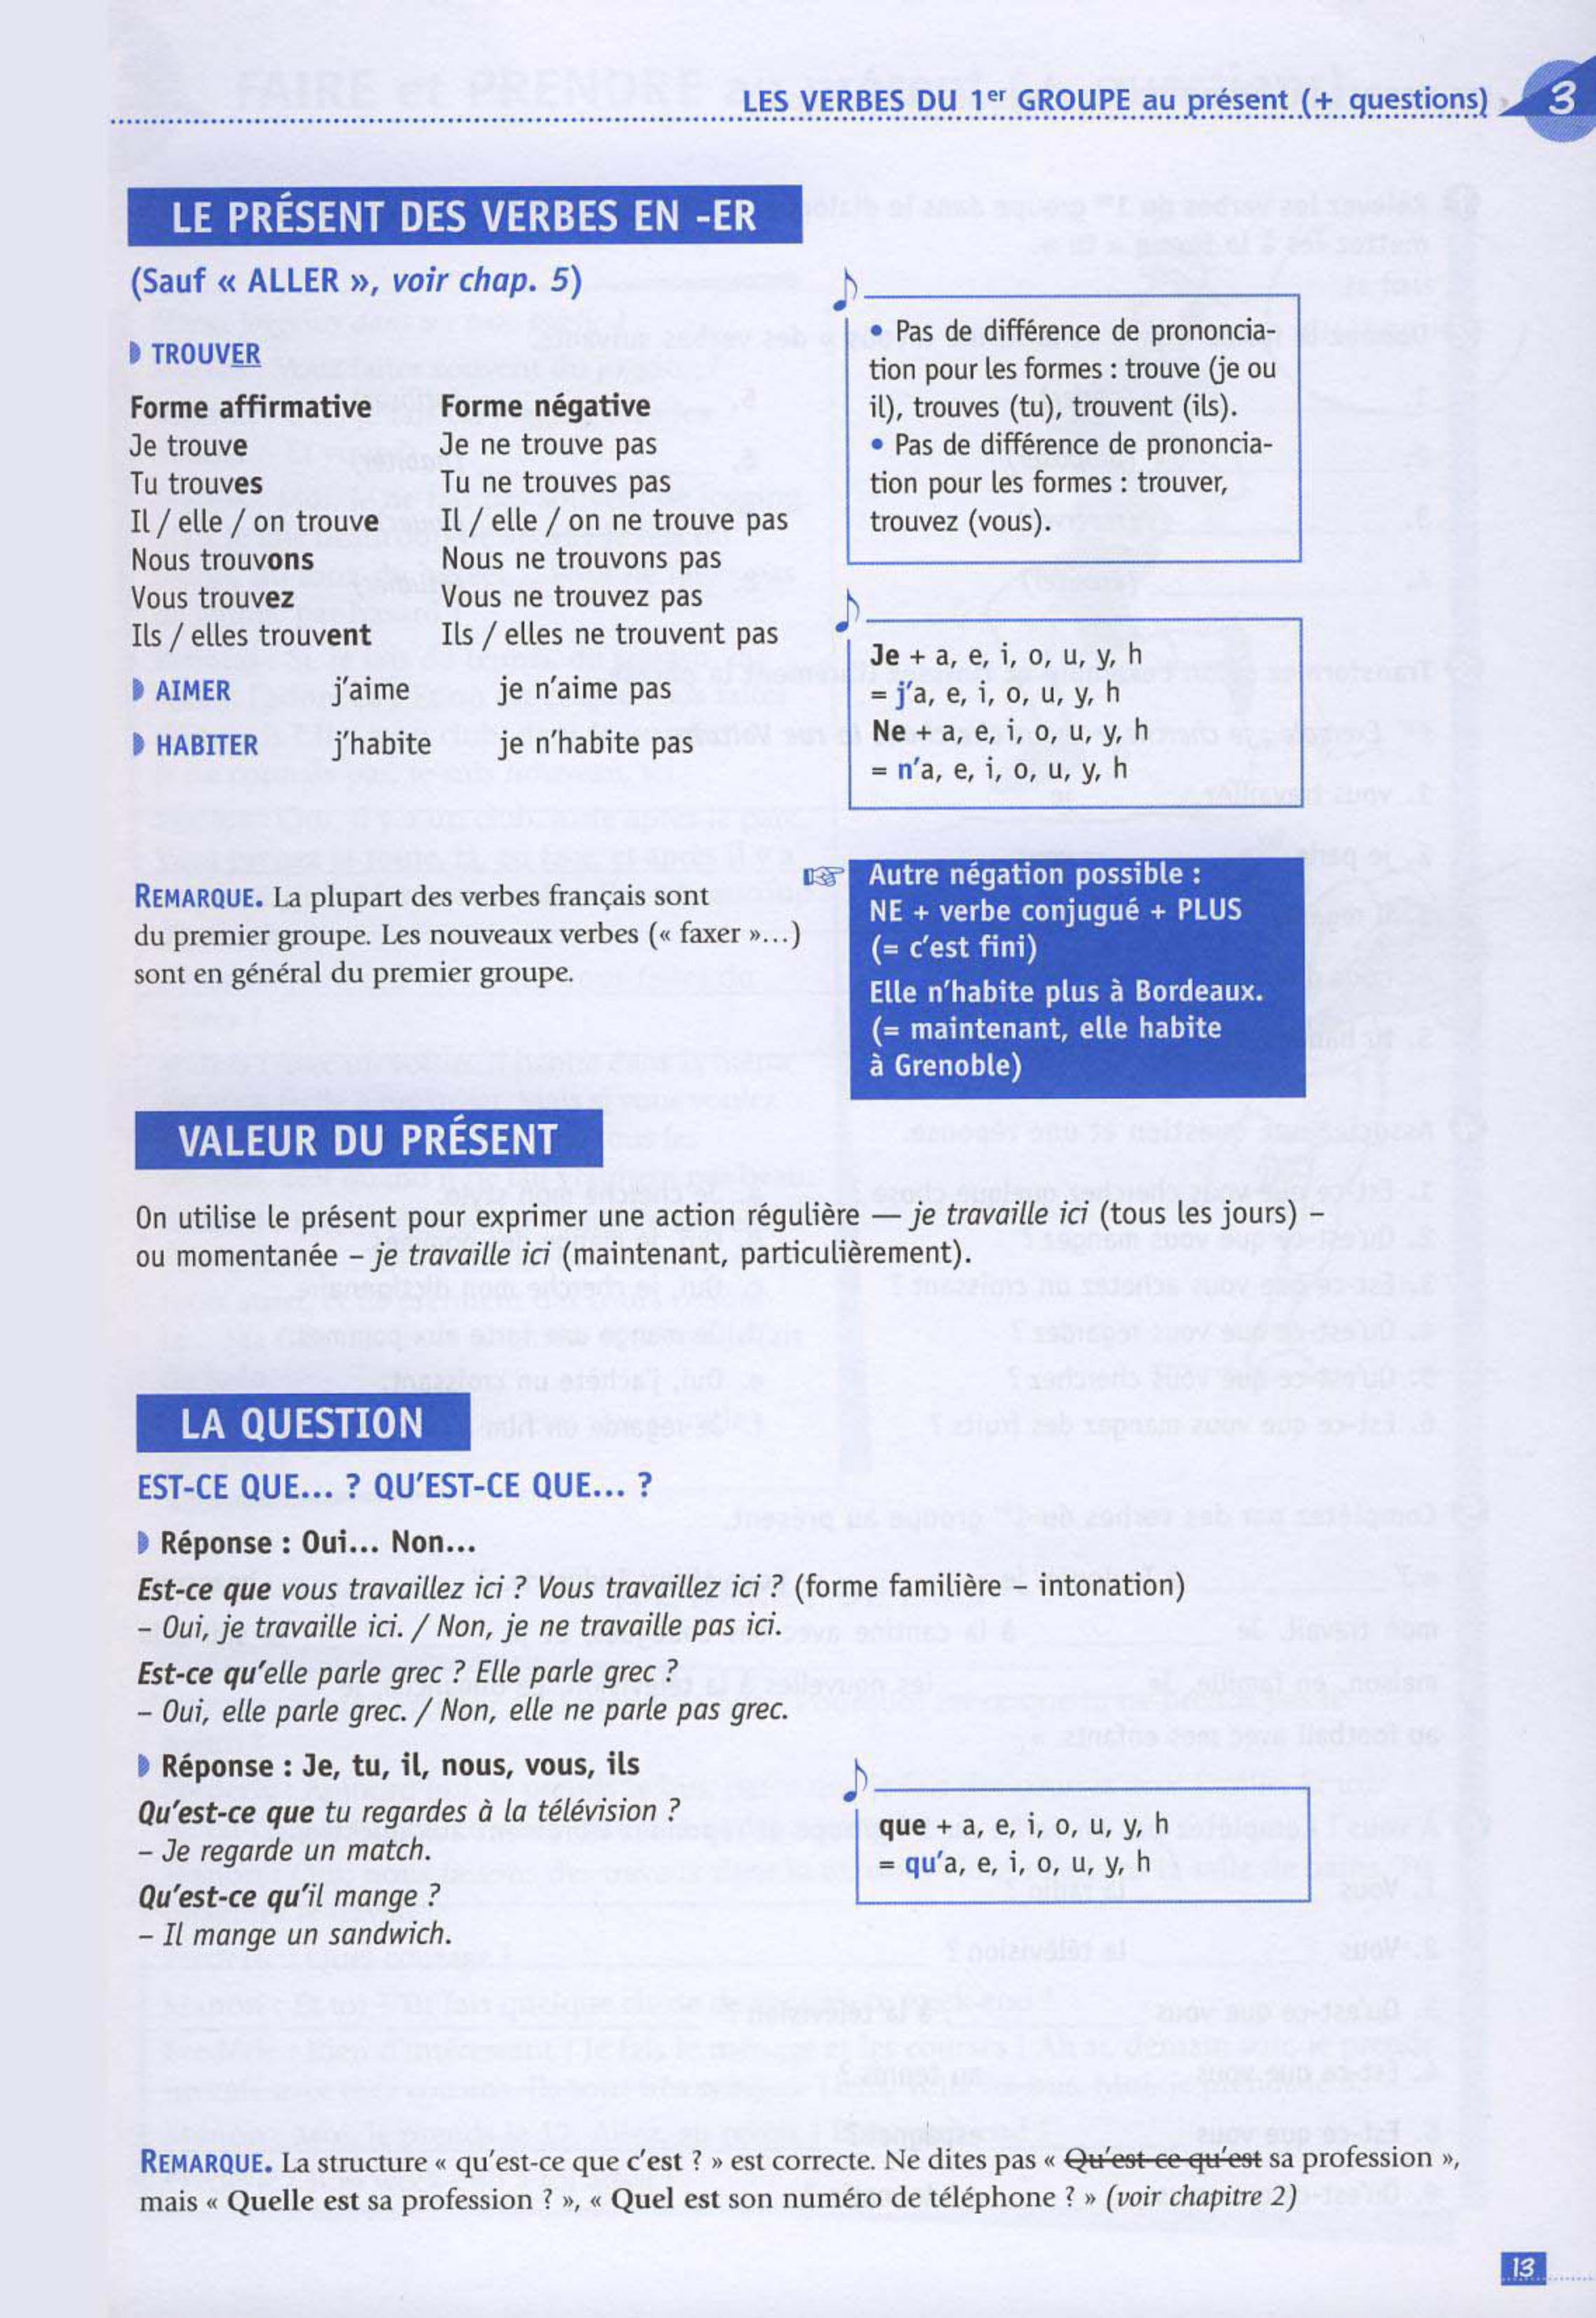 LES VERBES DU 1er GROUPE au présent (+ questions)
3
LE PRÉSENT DES VERBES EN -ER
(Sauf « ALLER », voir chap. 5)
TROUVER
Forme affirmative Forme négative
Je trouve Je ne trouve pas
Tu trouves Tu ne trouves pas
Il / elle / on trouve Il / elle / on ne trouve pas
Nous trouvons Nous ne trouvons pas
Vous trouvez Vous ne trouvez pas
Ils / elles trouvent Ils / elles ne trouvent pas
AIMER j'aime je n'aime pas
HABITER j'habite je n'habite pas
• Pas de différence de prononcia-
tion pour les formes : trouve (je ou
il), trouves (tu), trouvent (ils).
• Pas de différence de prononcia-
tion pour les formes : trouver,
trouvez (vous).
Je + a, e, i, o, u, y, h
= j'a, e, i, o, u, y, h
Ne + a, e, i, o, u, y, h
= n'a, e, i, o, u, y, h
REMARQUE. La plupart des verbes français sont
du premier groupe. Les nouveaux verbes (« faxer »...)
sont en général du premier groupe.
Autre négation possible :
NE + verbe conjugué + PLUS
(= c'est fini)
Elle n'habite plus à Bordeaux.
(= maintenant, elle habite
à Grenoble)
VALEUR DU PRÉSENT
On utilise le présent pour exprimer une action régulière — je travaille ici (tous les jours) –
ou momentanée – je travaille ici (maintenant, particulièrement).
LA QUESTION
EST-CE QUE... ? QU'EST-CE QUE... ?
Réponse : Oui... Non...
Est-ce que vous travaillez ici ? Vous travaillez ici ? (forme familière – intonation)
– Oui, je travaille ici. / Non, je ne travaille pas ici.
Est-ce qu'elle parle grec ? Elle parle grec ?
– Oui, elle parle grec. / Non, elle ne parle pas grec.
Réponse : Je, tu, il, nous, vous, ils
Qu'est-ce que tu regardes à la télévision ?
– Je regarde un match.
Qu'est-ce qu'il mange ?
– Il mange un sandwich.
que + a, e, i, o, u, y, h
= qu'a, e, i, o, u, y, h
REMARQUE. La structure « qu'est-ce que c'est ? » est correcte. Ne dites pas « Qu'est-ce qu'est sa profession »,
mais « Quelle est sa profession ? », « Quel est son numéro de téléphone ? » (voir chapitre 2)
13